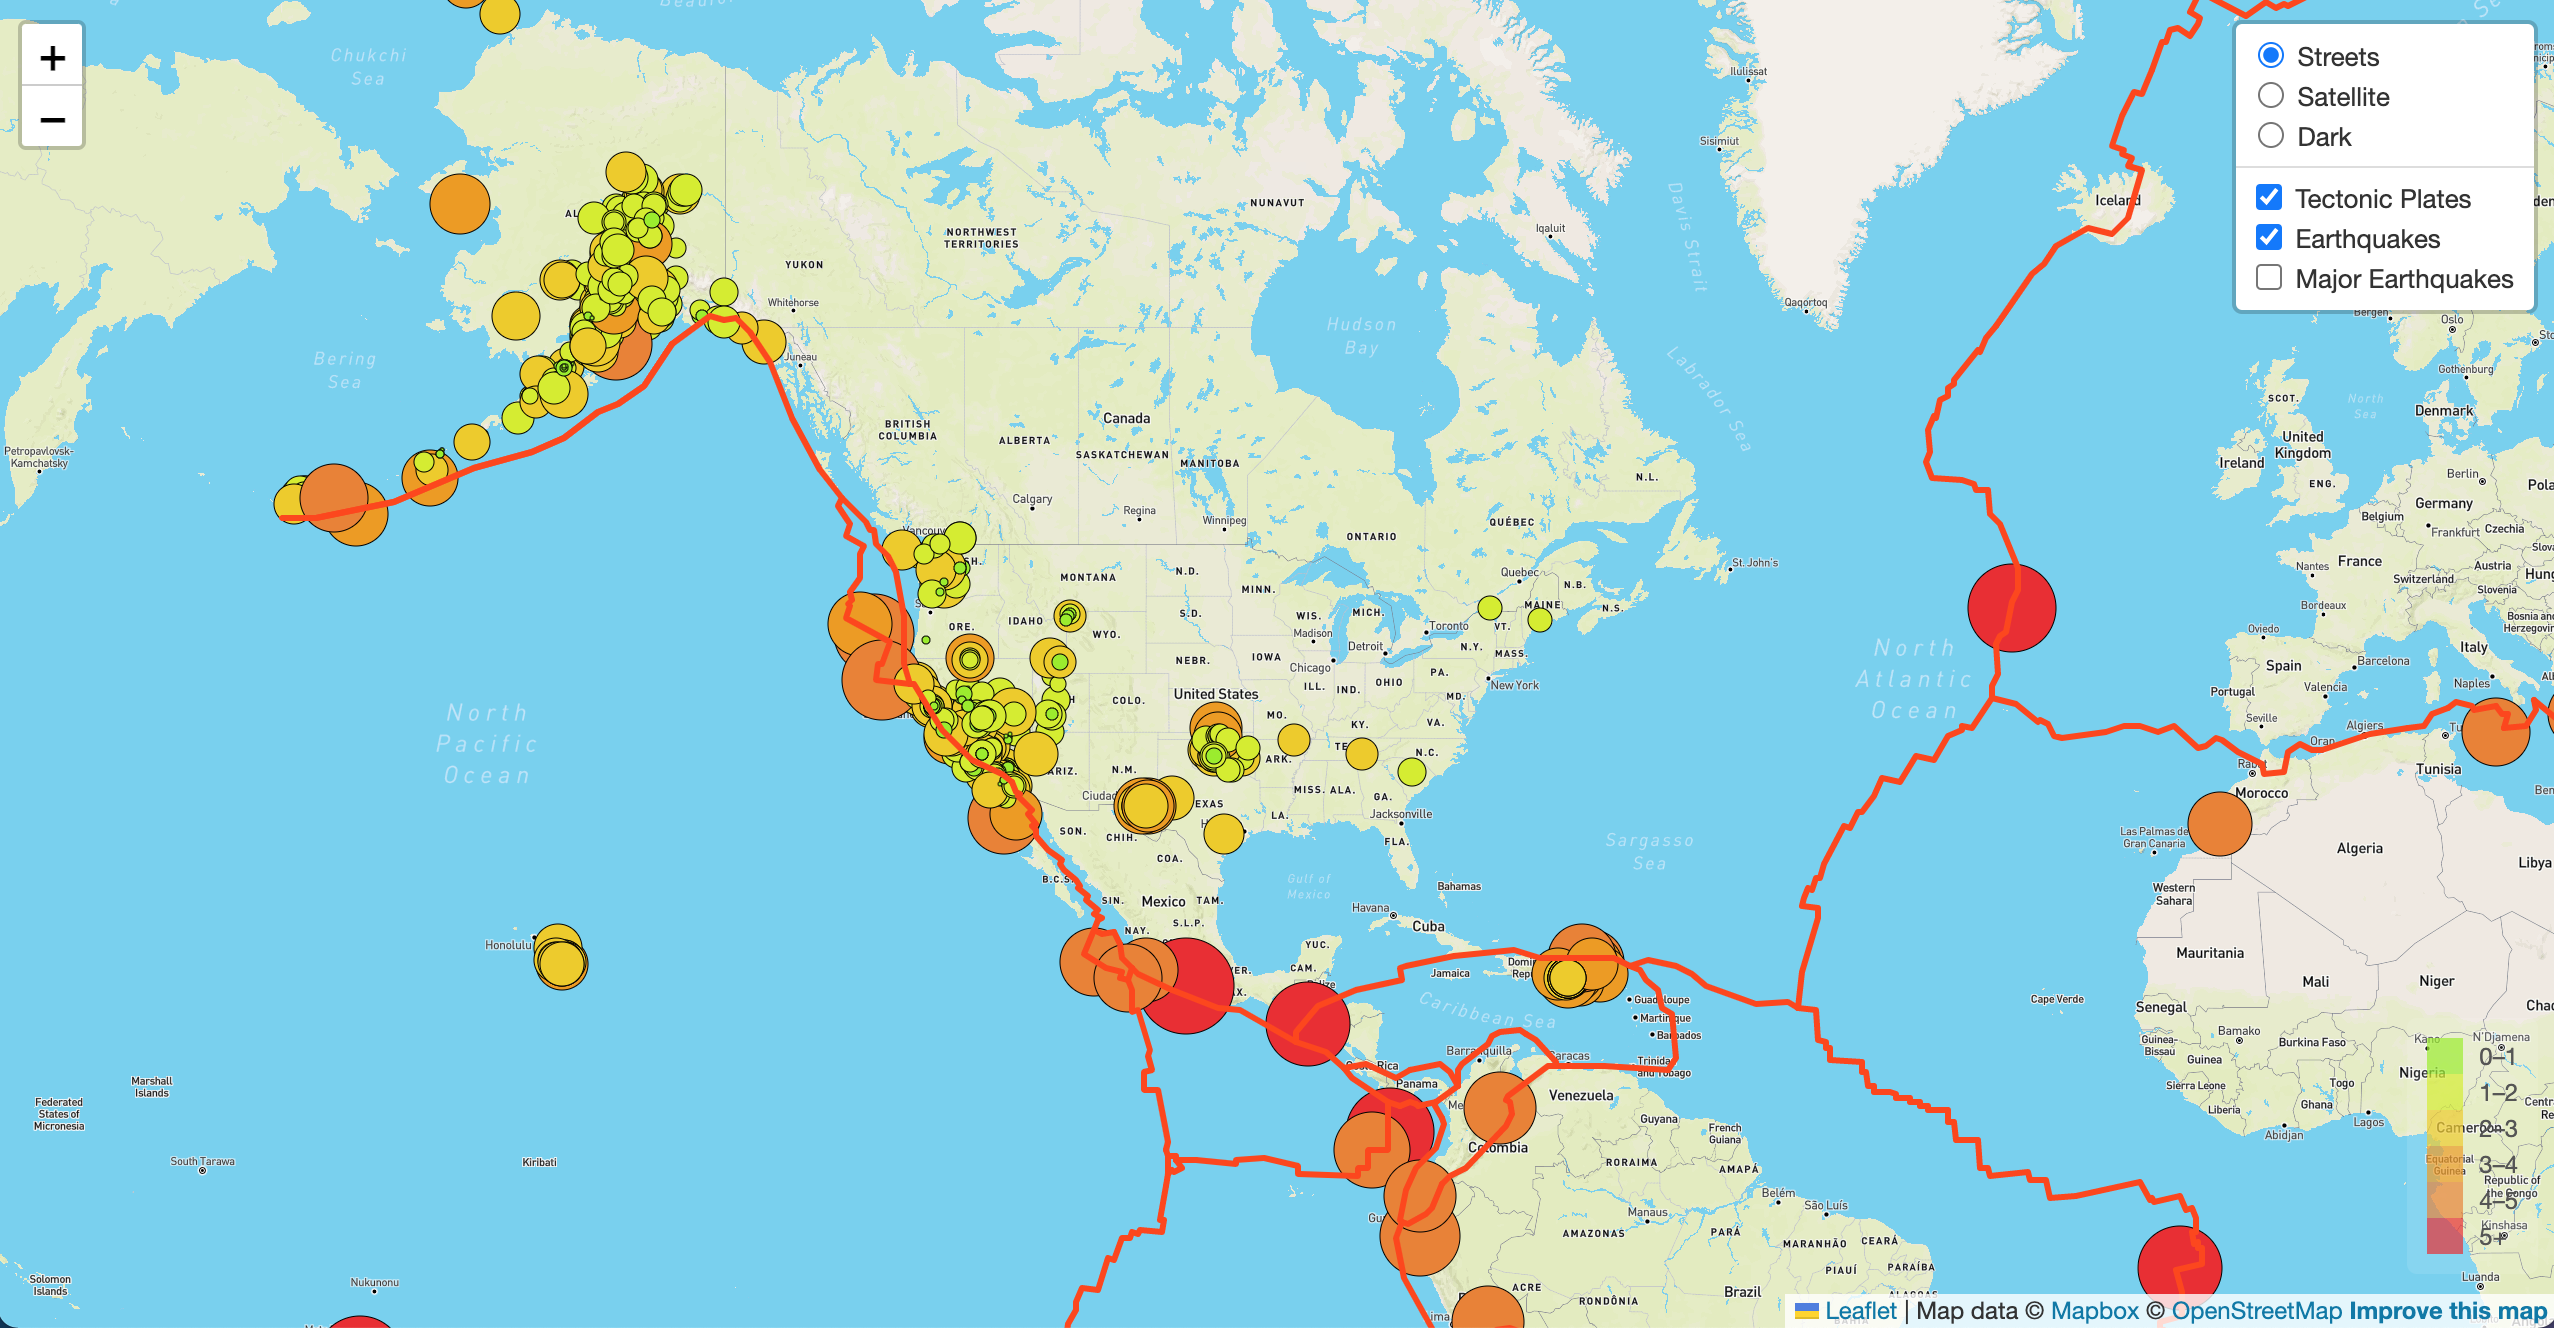 +
−
Streets
Satellite
Dark
Tectonic Plates
Earthquakes
Major Earthquakes
Chukchi
Sea
Ilulissat
Sisimiut
Davis Strait
Iceland
NUNAVUT
NORTHWEST
TERRITORIES
Iqaluit
YUKON
Whitehorse
Qaqortoq
Bergen
Oslo
Hudson
Bay
Bering
Sea
Juneau
Labrador Sea
Gothenburg
SCOT.
North
Sea
Denmark
Canada
BRITISH
COLUMBIA
ALBERTA
SASKATCHEWAN
MANITOBA
United
Kingdom
Ireland
Petropavlovsk-
Kamchatsky
N.L.
Berlin
ENG.
Germany
Calgary
Regina
Winnipeg
Belgium
Frankfurt
Czechia
QUÉBEC
ONTARIO
St. John's
France
Nantes
Austria
Switzerland
Slovenia
MONTANA
N.D.
Quebec
N.B.
MINN.
MAINE
N.S.
Bordeaux
S.D.
WIS.
MICH.
ORE.
IDAHO
WYO.
Madison
Toronto
VT.
Oviedo
Italy
N.Y.
MASS.
NEBR.
IOWA
Chicago
Detroit
North
Atlantic
Ocean
Spain
Barcelona
PA.
New York
Naples
ILL.
IND.
OHIO
MD.
Portugal
Valencia
United States
COLO.
MO.
KY.
VA.
Seville
Algiers
Oran
North
Pacific
Ocean
N.C.
ARK.
ARIZ.
N.M.
Rabat
Tunisia
Morocco
MISS.
ALA.
GA.
Jacksonville
LA.
SON.
CHIH.
FLA.
Las Palmas de
Gran Canaria
Sargasso
Sea
Algeria
Libya
COA.
Gulf of
Mexico
B.C.S.
Bahamas
Western
Sahara
SIN.
Mexico
TAM.
Havana
Cuba
S.L.P.
NAY.
YUC.
Honolulu
Mauritania
Mali
Niger
CAM.
Jamaica
Guadeloupe
Martinique
Barbados
Caribbean Sea
Cape Verde
Senegal
Bamako
Burkina Faso
Kano
N'Djamena
Guinea-
Bissau
Guinea
Barranquilla
Caracas
Trinidad
and Tobago
Costa Rica
Panama
Nigeria
Togo
Sierra Leone
Ghana
Liberia
Lagos
Abidjan
Cameroon
Marshall
Islands
Federated
States of
Micronesia
Venezuela
Guyana
French
Guiana
Colombia
South Tarawa
Kiribati
RORAIMA
AMAPÁ
Equatorial
Guinea
Republic of
the Congo
Belém
São Luís
Manaus
Kinshasa
AMAZONAS
PARÁ
MARANHÃO
CEARÁ
PIAUÍ
PARAÍBA
Luanda
Solomon
Islands
Nukunonu
ACRE
RONDÔNIA
Brazil
0–1
1–2
2–3
3–4
4–5
5+
Leaflet | Map data © Mapbox © OpenStreetMap Improve this map